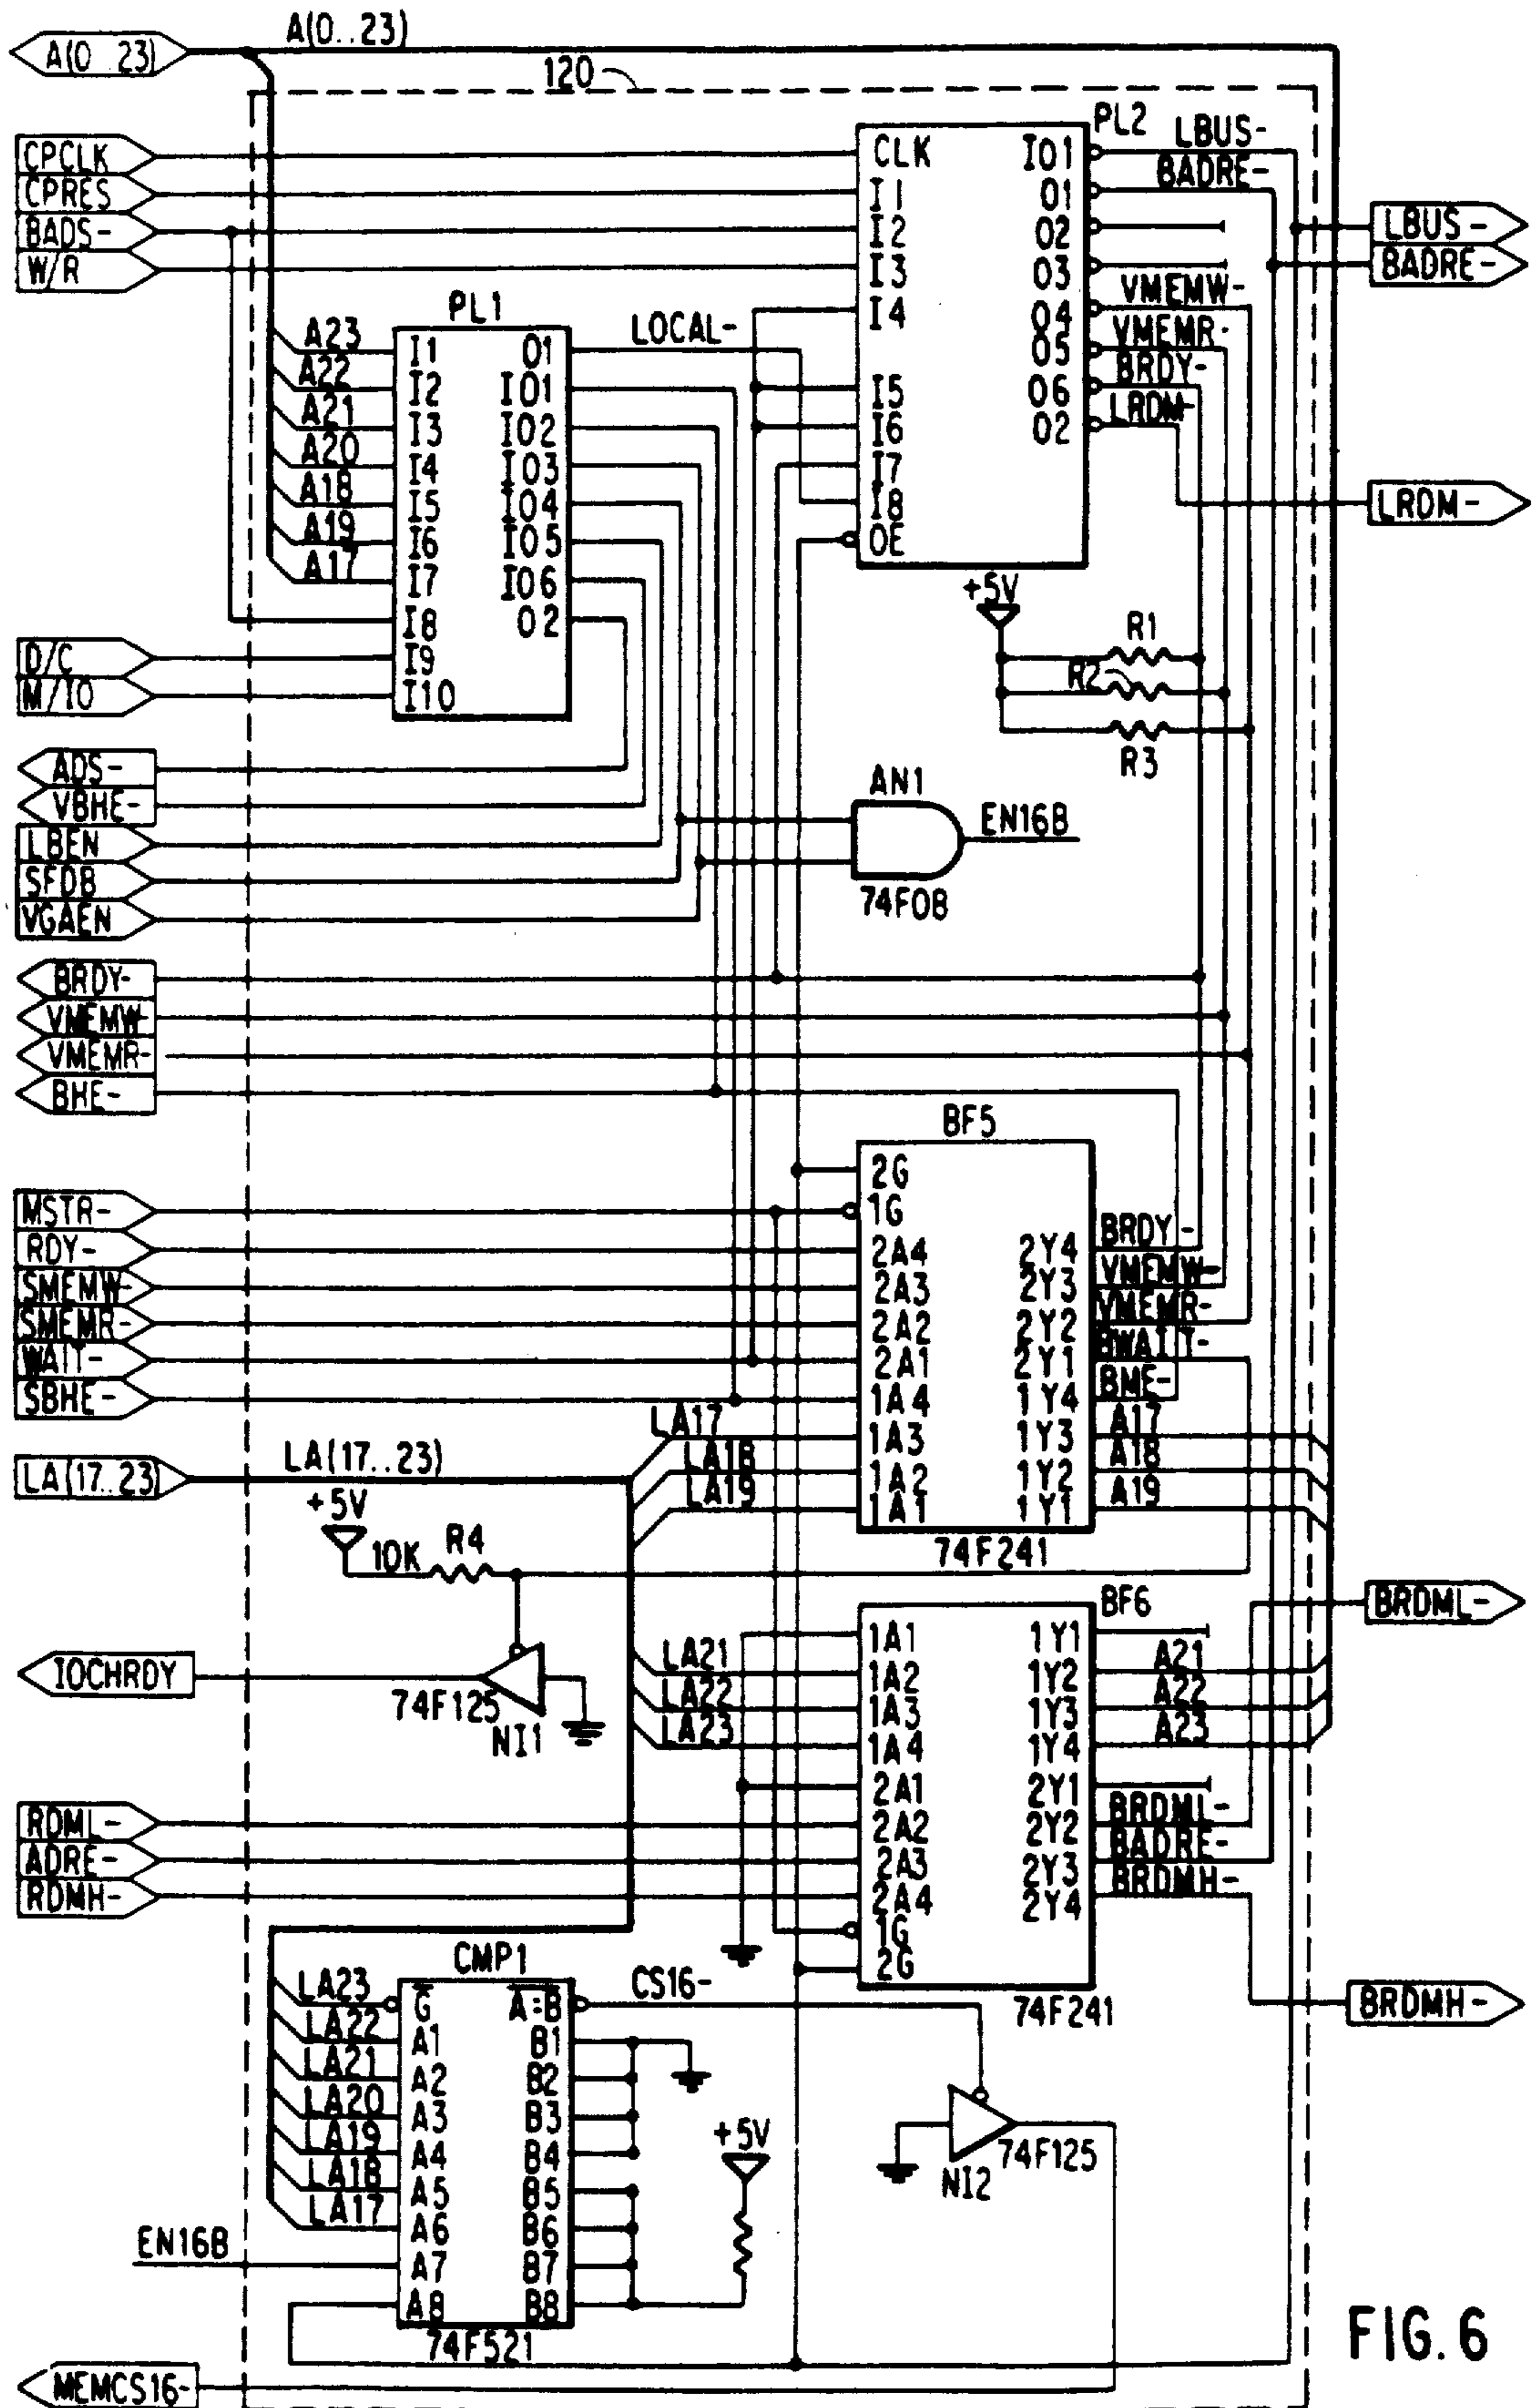 A(0..23)
A(0 23)
120
PL2
CPCLK
CPRES
BADS-
W/R
CLK
I1
I2
I3
I4
I5
I6
I7
I8
OE
IO1
O1
O2
O3
O4
O5
O6
O2
LBUS-
BADRE-
VMEMW-
VMEMR-
BRDY-
LRDM-
LBUS-
BADRE-
LRDM-
PL1
A23
A22
A21
A20
A18
A19
A17
I1
I2
I3
I4
I5
I6
I7
I8
I9
I10
O1
IO1
IO2
IO3
IO4
IO5
IO6
O2
LOCAL-
D/C
M/IO
+5V
R1
R2
R3
ADS-
VBHE-
LBEN
SFDB
VGAEN
AN1
EN16B
74F08
BRDY-
VMEMW-
VMEMR-
BHE-
BF5
MSTR-
RDY-
SMEMW-
SMEMR-
WAIT-
SBHE-
2G
1G
2A4
2A3
2A2
2A1
1A4
1A3
1A2
1A1
2Y4
2Y3
2Y2
2Y1
1Y4
1Y3
1Y2
1Y1
BRDY-
VMEMW-
VMEMR-
BWAIT-
BME-
A17
A18
A19
LA17
LA18
LA19
74F241
LA(17..23)
LA(17..23)
+5V
10K
R4
IOCHRDY
74F125
NI1
BF6
LA21
LA22
LA23
1A1
1A2
1A3
1A4
2A1
2A2
2A3
2A4
1G
2G
1Y1
1Y2
1Y3
1Y4
2Y1
2Y2
2Y3
2Y4
A21
A22
A23
BRDML-
BADRE-
BRDMH-
BRDML-
74F241
BRDMH-
RDML-
ADRE-
RDMH-
CMP1
LA23
LA22
LA21
LA20
LA19
LA18
LA17
EN16B
G
A1
A2
A3
A4
A5
A6
A7
A8
A=B
B1
B2
B3
B4
B5
B6
B7
B8
CS16-
+5V
74F125
NI2
74F521
MEMCS16-
FIG. 6